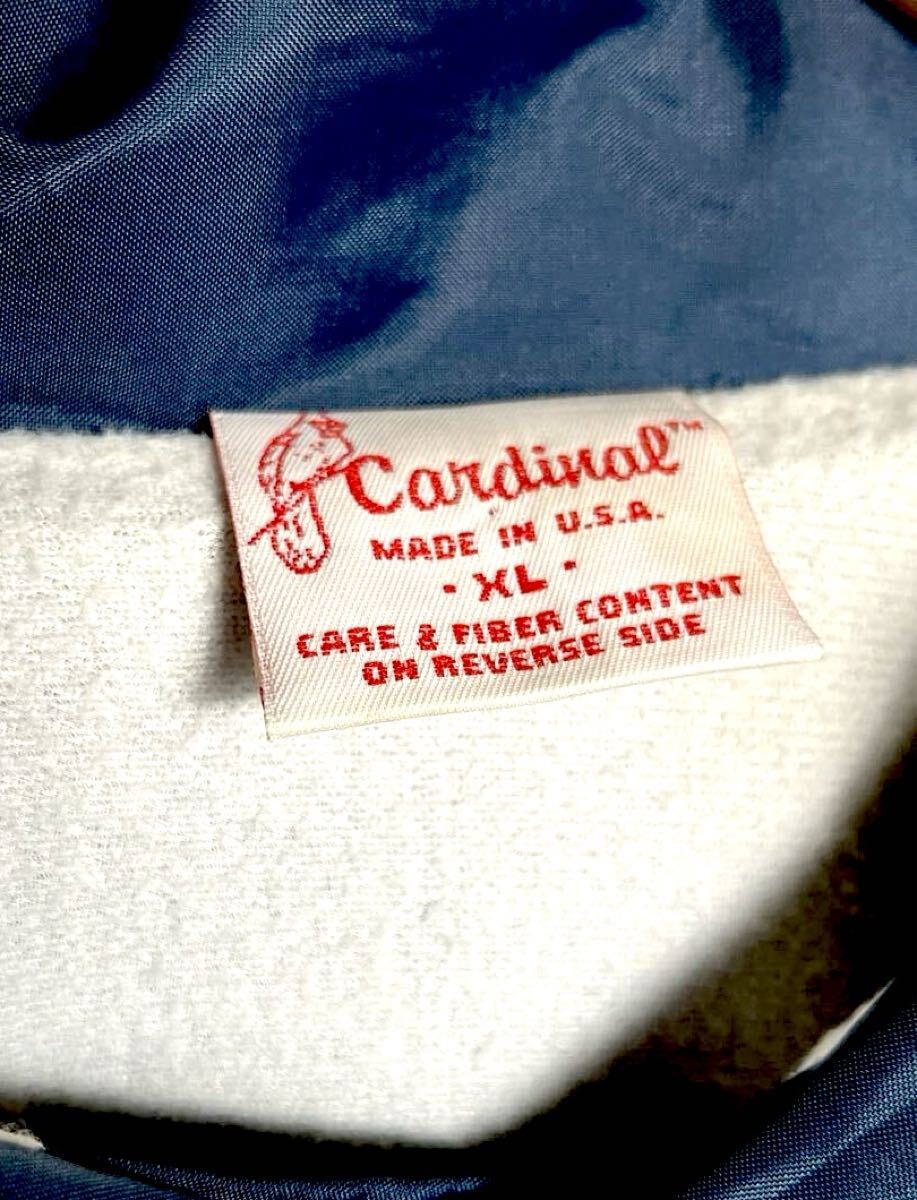 Cardinal™
MADE IN U.S.A.
· XL ·
CARE & FIBER CONTENT
ON REVERSE SIDE